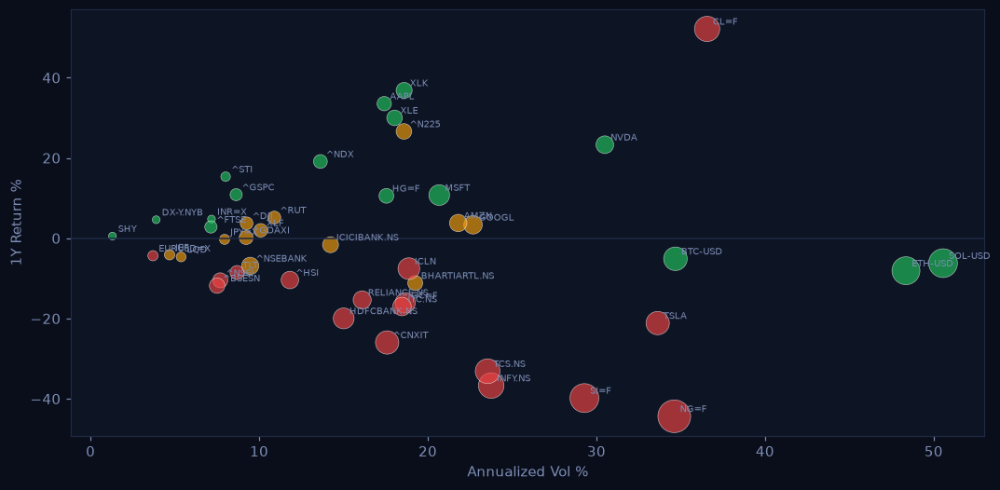 CL=F
40
XLK
AAPL
XLE
^N225
NVDA
20
^NDX
^STI
^GSPC
HG=F
MSFT
^RUT
DX-Y.NYB
INR=X
^FTSE
AMZN
GOOGL
SHY
0
ICICIBANK.NS
BTC-USD
SOL-USD
ETH-USD
^NSEBANK
ICLN
^HSI
BHARTIARTL.NS
^BSESN
RELIANCE.NS
HDFCBANK.NS
TSLA
−20
^CNXIT
TCS.NS
INFY.NS
SI=F
−40
NG=F
1Y Return %
0 10 20 30 40 50
Annualized Vol %